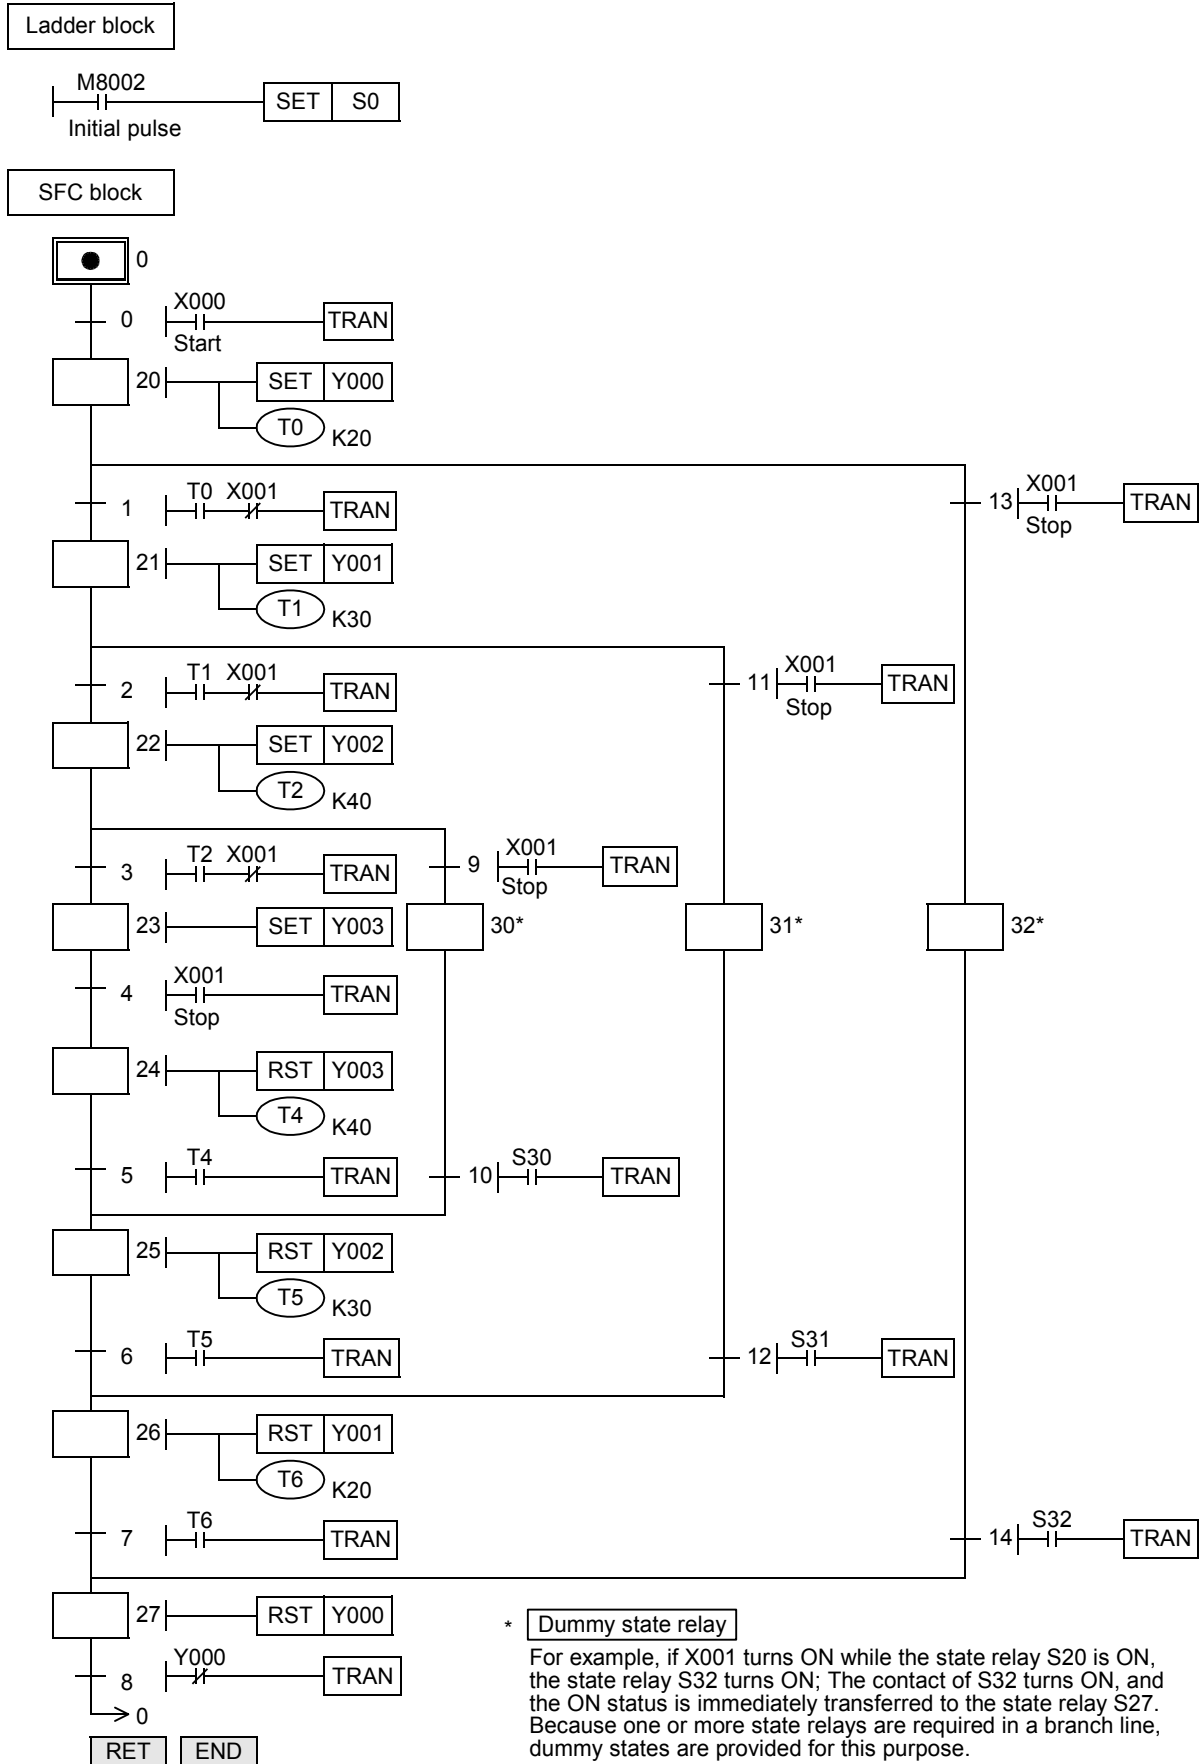 Ladder block
M8002
SET S0
Initial pulse
SFC block
0
X000
0 TRAN
Start
20 SET Y000
T0 K20
T0 X001
1 TRAN
X001
13 TRAN
Stop
21 SET Y001
T1 K30
T1 X001
2 TRAN
X001
11 TRAN
Stop
22 SET Y002
T2 K40
T2 X001
3 TRAN
X001
9 TRAN
Stop
23 SET Y003
30*
31*
32*
X001
4 TRAN
Stop
24 RST Y003
T4 K40
T4
5 TRAN
S30
10 TRAN
25 RST Y002
T5 K30
T5
6 TRAN
S31
12 TRAN
26 RST Y001
T6 K20
T6
7 TRAN
S32
14 TRAN
27 RST Y000
Y000
8 TRAN
0
RET END
* Dummy state relay
For example, if X001 turns ON while the state relay S20 is ON,
the state relay S32 turns ON; The contact of S32 turns ON, and
the ON status is immediately transferred to the state relay S27.
Because one or more state relays are required in a branch line,
dummy states are provided for this purpose.